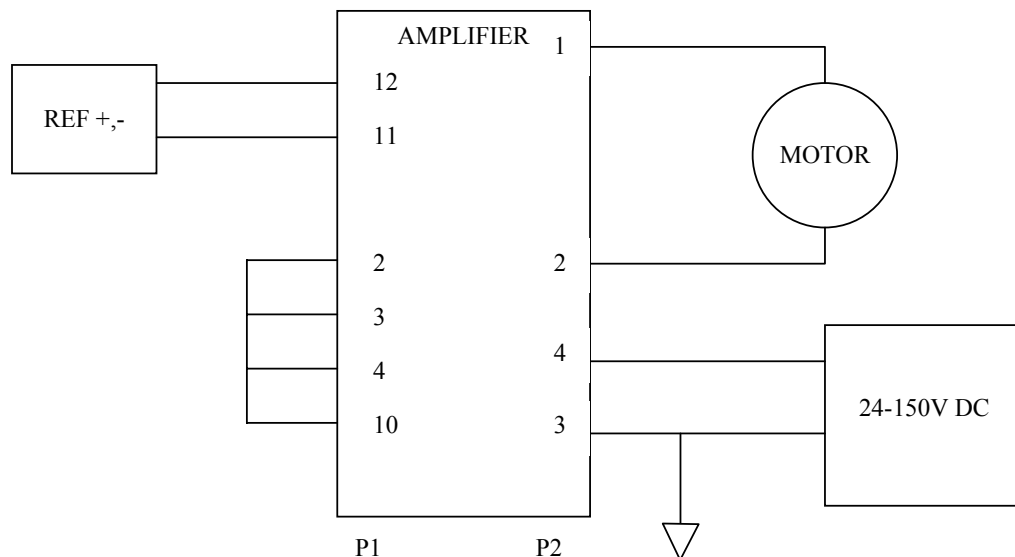 AMPLIFIER
REF +,-
12
11
2
3
4
10
P1
1
2
4
3
P2
MOTOR
24-150V DC